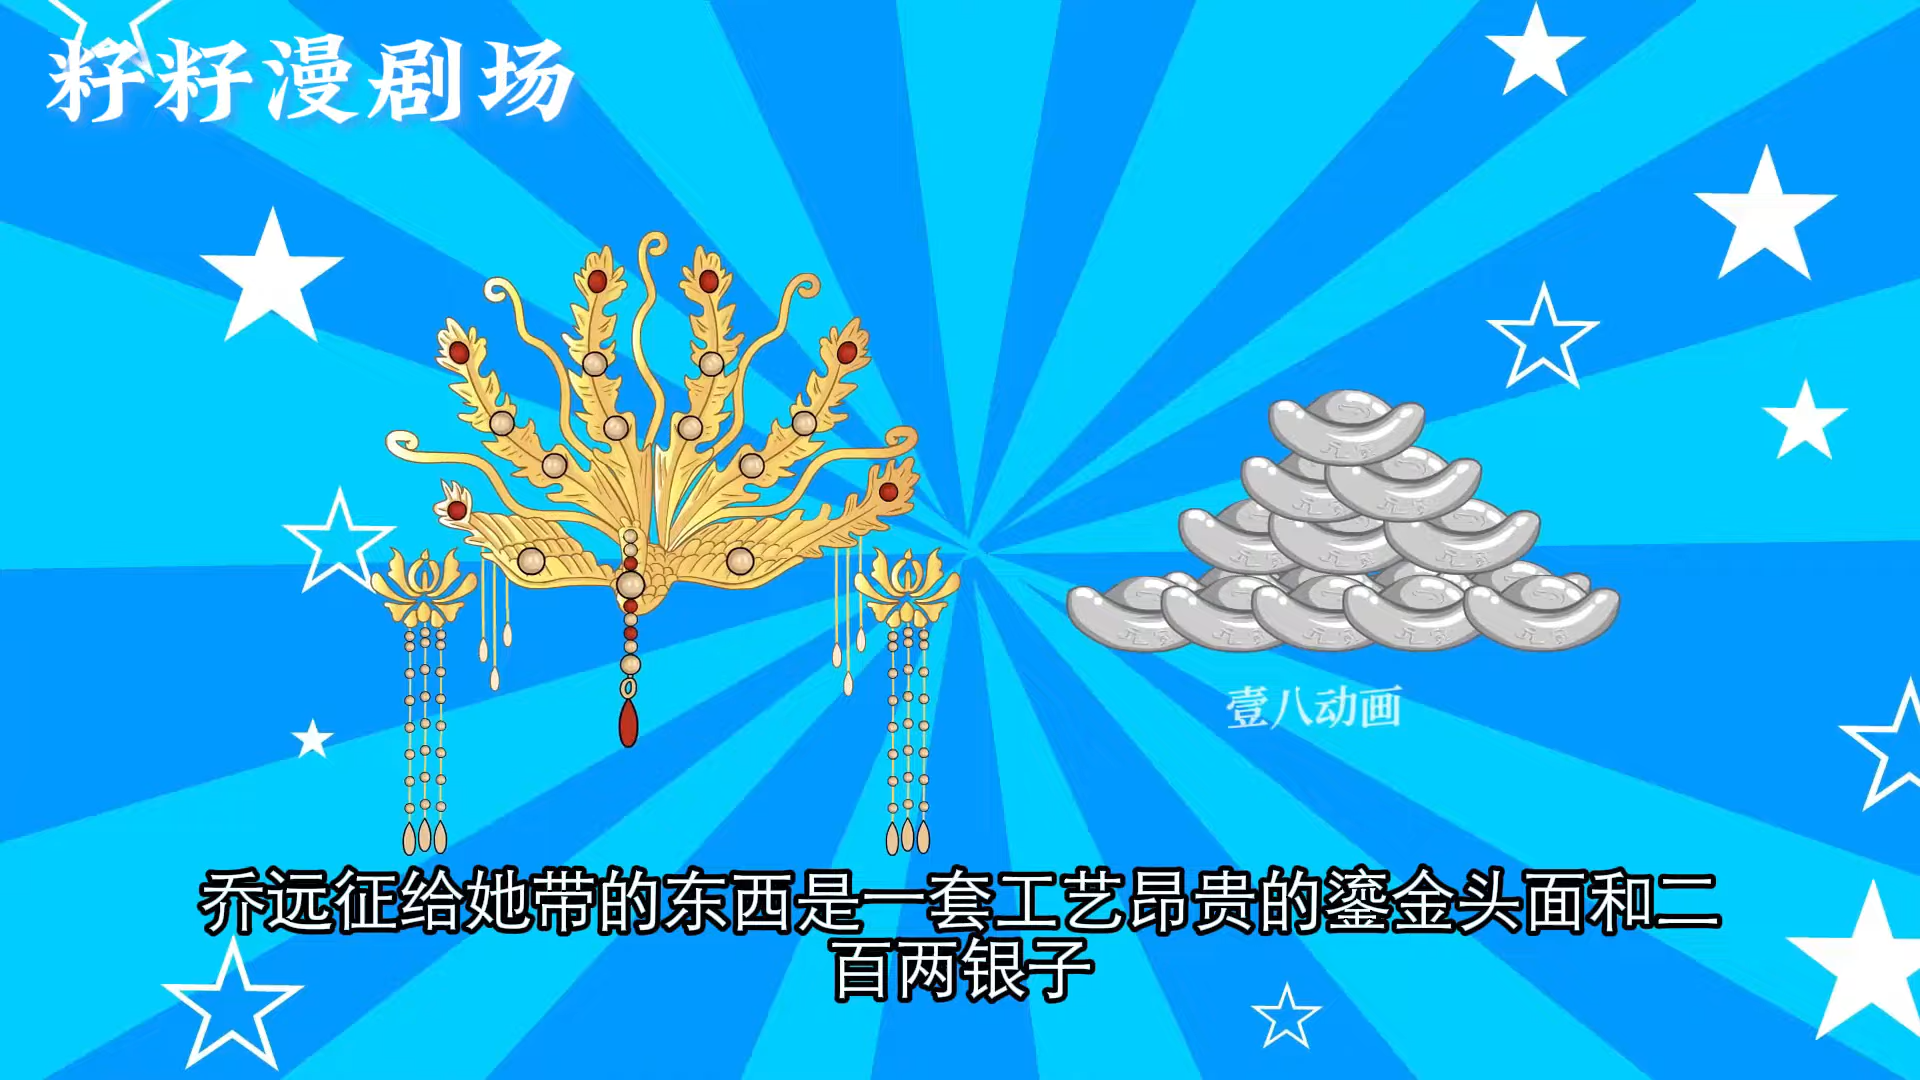 籽籽漫剧场
壹八动画
乔远征给她带的东西是一套工艺昂贵的鎏金头面和二
百两银子